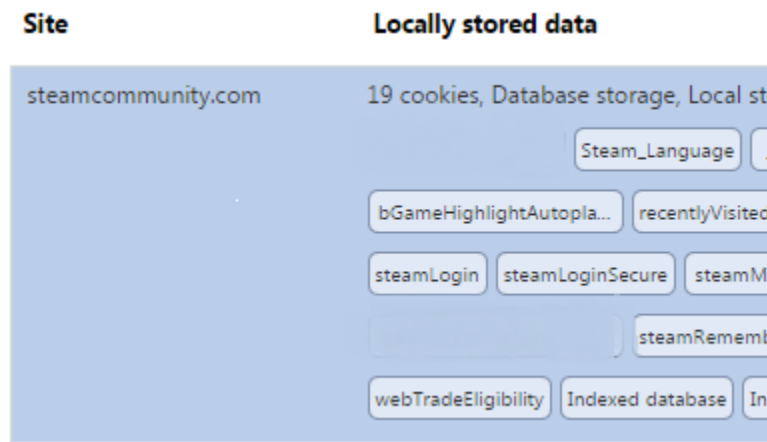 Site Locally stored data
steamcommunity.com 19 cookies, Database storage, Local st
Steam_Language
bGameHighlightAutopla... recentlyVisited
steamLogin steamLoginSecure steamM
steamRememb
webTradeEligibility Indexed database In